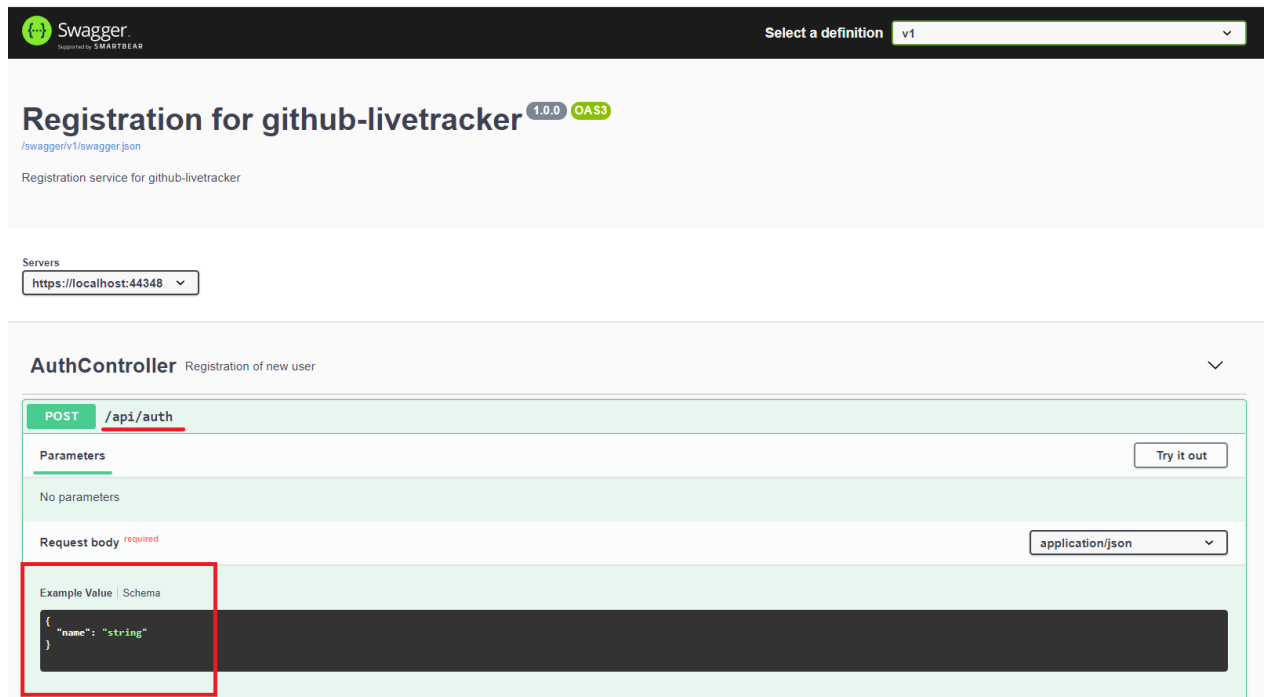 {...} Swagger.
Supported by SMARTBEAR
Select a definition v1
Registration for github-livetracker 1.0.0 OAS3
/swagger/v1/swagger.json
Registration service for github-livetracker
Servers
https://localhost:44348
AuthController Registration of new user
POST /api/auth
Parameters Try it out
No parameters
Request body required application/json
Example Value Schema
{
"name": "string"
}